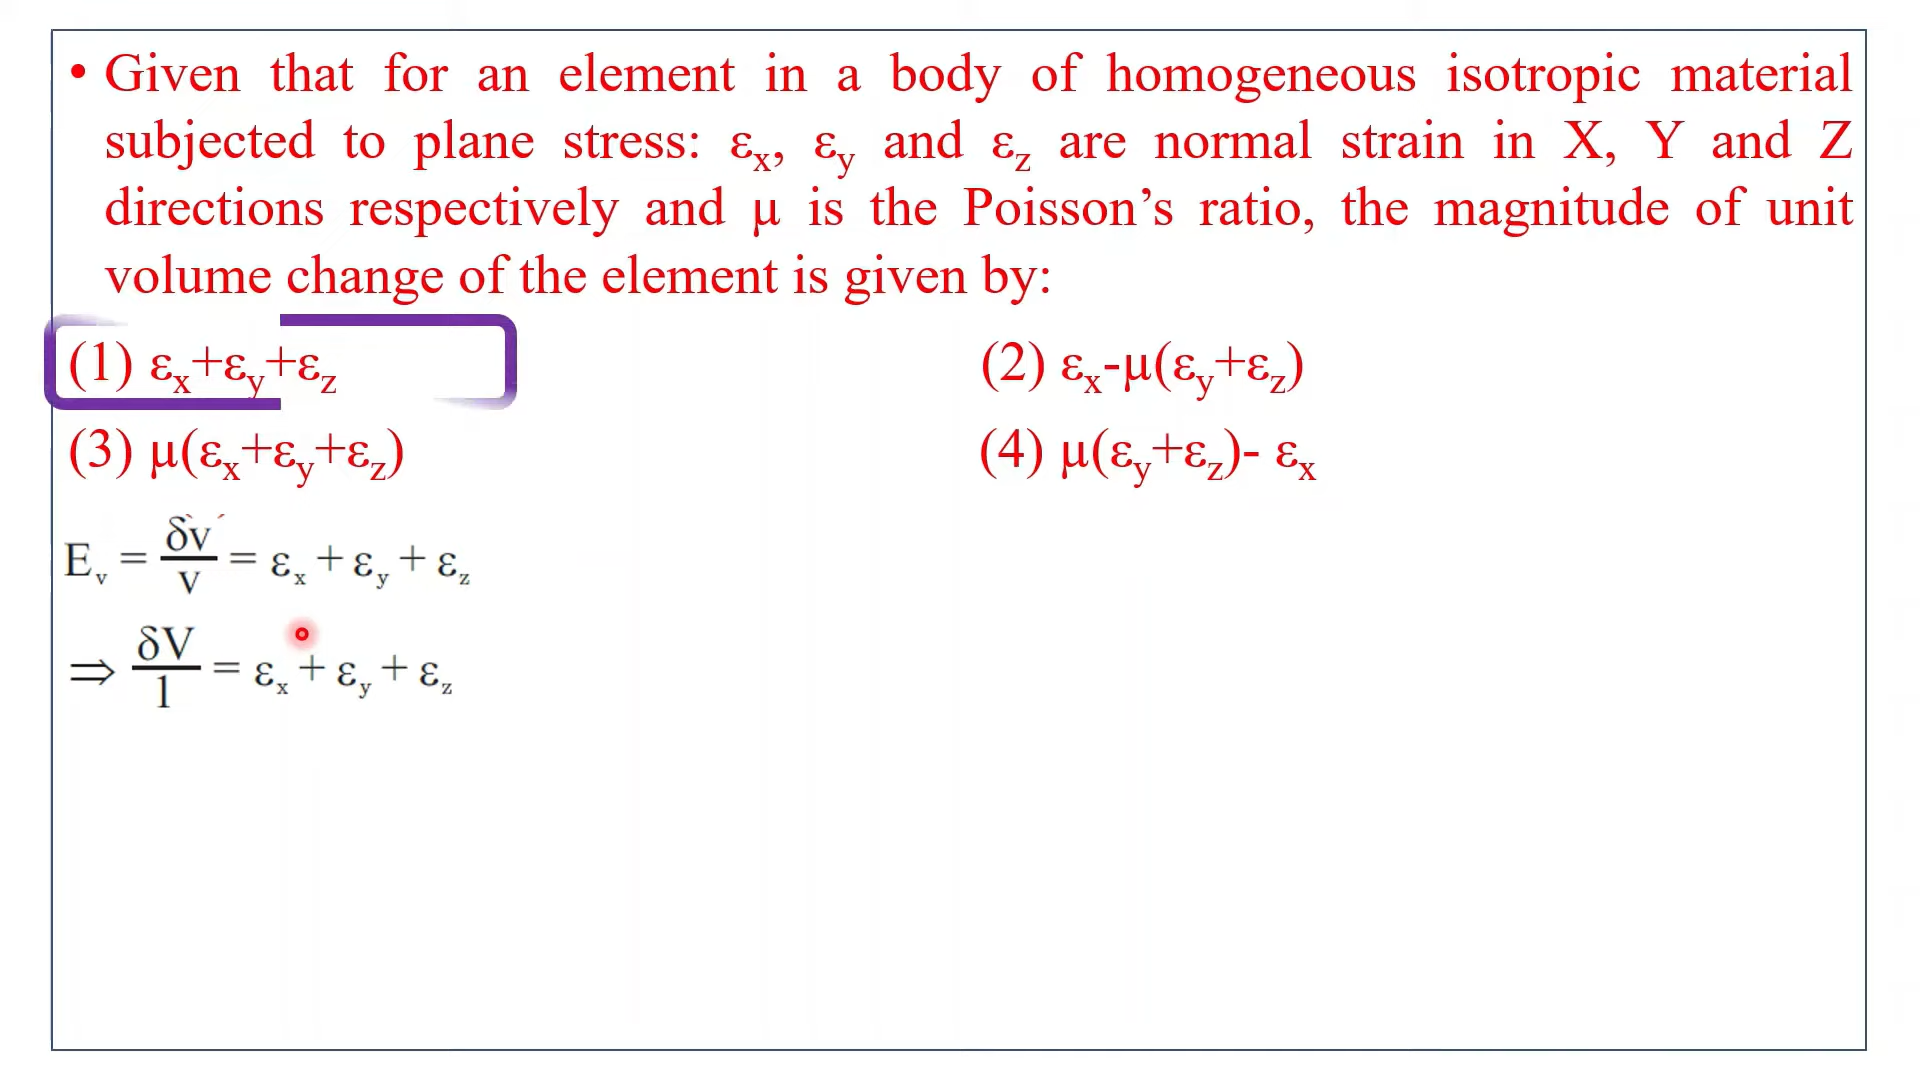 • Given that for an element in a body of homogeneous isotropic material
subjected to plane stress: εx, εy and εz are normal strain in X, Y and Z
directions respectively and μ is the Poisson’s ratio, the magnitude of unit
volume change of the element is given by:
(1) εx+εy+εz (2) εx-μ(εy+εz)
(3) μ(εx+εy+εz) (4) μ(εy+εz)- εx
Ev = δv/v = εx + εy + εz
⇒ δV/1 = εx + εy + εz